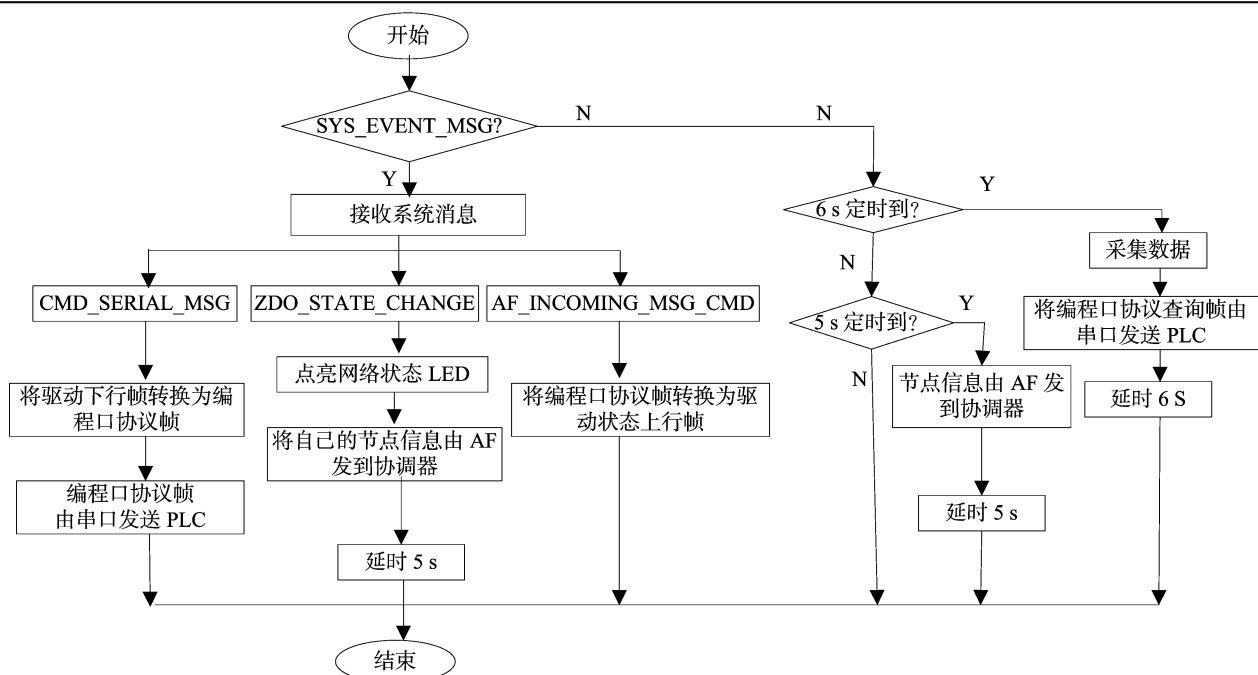 开始
SYS_EVENT_MSG?
N
N
Y
接收系统消息
6 s 定时到?
Y
采集数据
N
CMD_SERIAL_MSG
ZDO_STATE_CHANGE
AF_INCOMING_MSG_CMD
5 s 定时到?
Y
将编程口协议查询帧由
串口发送 PLC
N
点亮网络状态 LED
节点信息由 AF 发
到协调器
延时 6 S
将驱动下行帧转换为编
程口协议帧
将编程口协议帧转换为驱
动状态上行帧
将自己的节点信息由 AF
发到协调器
编程口协议帧
由串口发送 PLC
延时 5 s
延时 5 s
结束